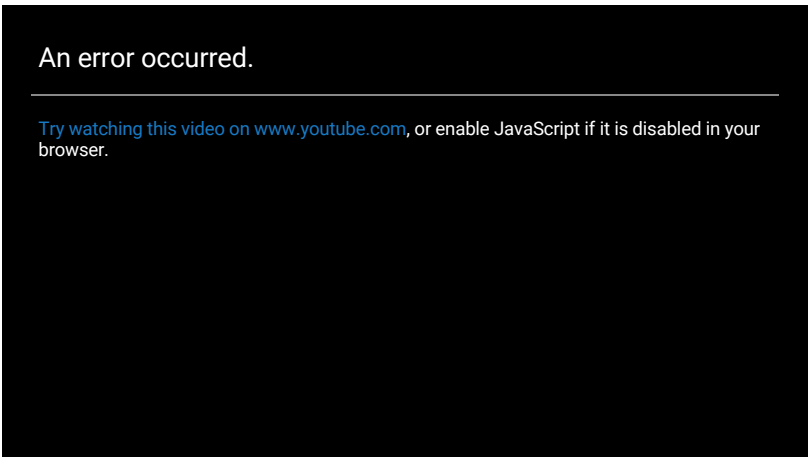 An error occurred.
Try watching this video on www.youtube.com, or enable JavaScript if it is disabled in your
browser.